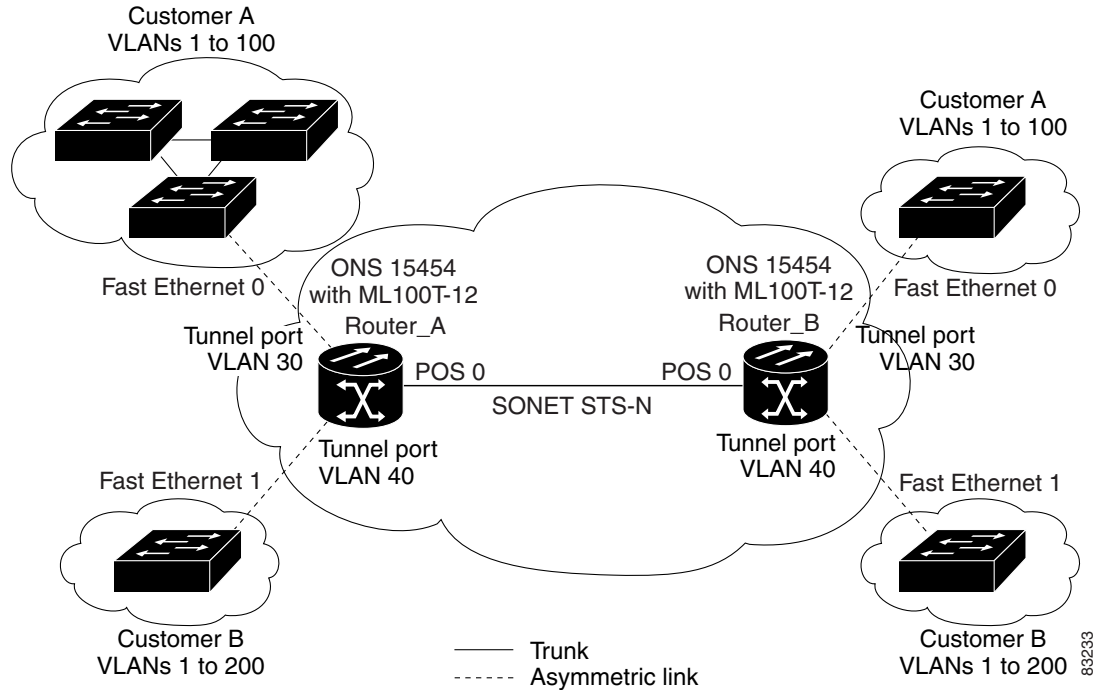 Customer A
VLANs 1 to 100
Customer A
VLANs 1 to 100
Fast Ethernet 0
ONS 15454
with ML100T-12
Router_A
ONS 15454
with ML100T-12
Router_B
Fast Ethernet 0
Tunnel port
VLAN 30
Tunnel port
VLAN 30
POS 0
POS 0
SONET STS-N
Tunnel port
VLAN 40
Tunnel port
VLAN 40
Fast Ethernet 1
Fast Ethernet 1
Customer B
VLANs 1 to 200
Customer B
VLANs 1 to 200
Trunk
Asymmetric link
83233